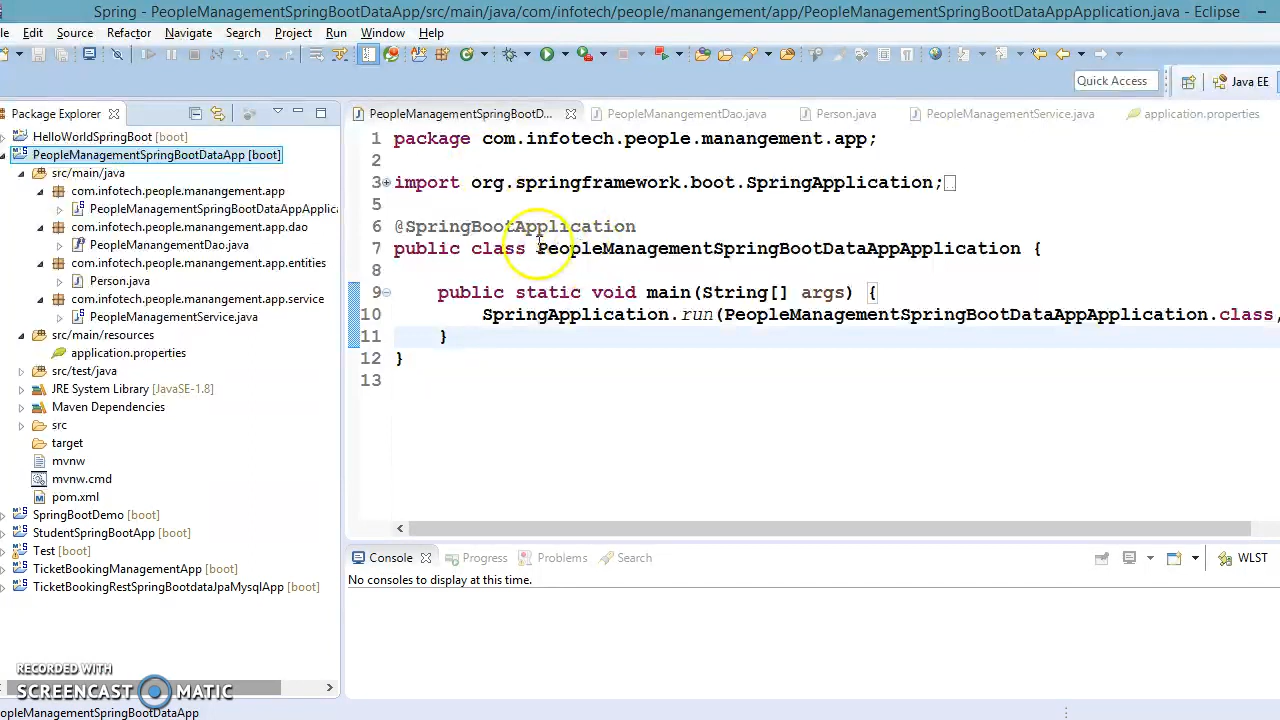 Spring - PeopleManagementSpringBootDataApp/src/main/java/com/infotech/people/manangement/app/PeopleManagementSpringBootDataAppApplication.java - Eclipse
Edit Source Refactor Navigate Search Project Run Window Help
Quick Access Java EE
Package Explorer
HelloWorldSpringBoot [boot]
PeopleManagementSpringBootDataApp [boot]
src/main/java
com.infotech.people.manangement.app
PeopleManagementSpringBootDataAppApplica
com.infotech.people.manangement.app.dao
PeopleManangementDao.java
com.infotech.people.manangement.app.entities
Person.java
com.infotech.people.manangement.app.service
PeopleManagementService.java
src/main/resources
application.properties
src/test/java
JRE System Library [JavaSE-1.8]
Maven Dependencies
src
target
mvnw
mvnw.cmd
pom.xml
SpringBootDemo [boot]
StudentSpringBootApp [boot]
Test [boot]
TicketBookingManagementApp [boot]
TicketBookingRestSpringBootdataJpaMysqlApp [boot]
RECORDED WITH
SCREENCAST MATIC
PeopleManagementSpringBootD... PeopleManangementDao.java Person.java PeopleManagementService.java application.properties
1 package com.infotech.people.manangement.app;
2
3 import org.springframework.boot.SpringApplication;
5
6 @SpringBootApplication
7 public class PeopleManagementSpringBootDataAppApplication {
8
9 public static void main(String[] args) {
10 SpringApplication.run(PeopleManagementSpringBootDataAppApplication.class,
11 }
12 }
13
Console Progress Problems Search WLST
No consoles to display at this time.
opleManagementSpringBootDataApp